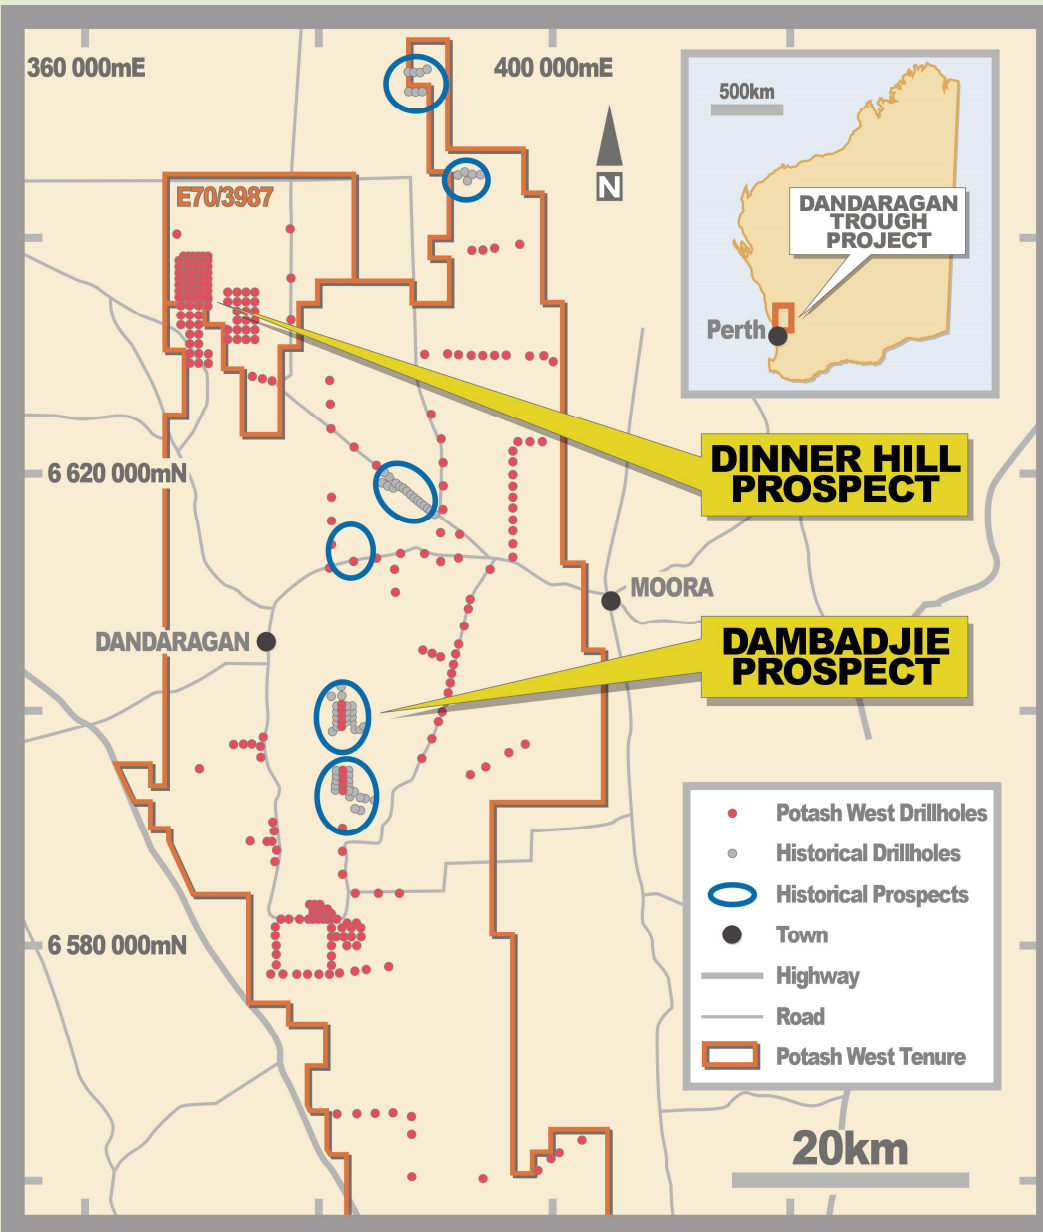 360 000mE
400 000mE
N
500km
DANDARAGAN
TROUGH
PROJECT
Perth
E70/3987
DINNER HILL
PROSPECT
6 620 000mN
MOORA
DANDARAGAN
DAMBADJIE
PROSPECT
Potash West Drillholes
Historical Drillholes
Historical Prospects
Town
Highway
Road
Potash West Tenure
6 580 000mN
20km